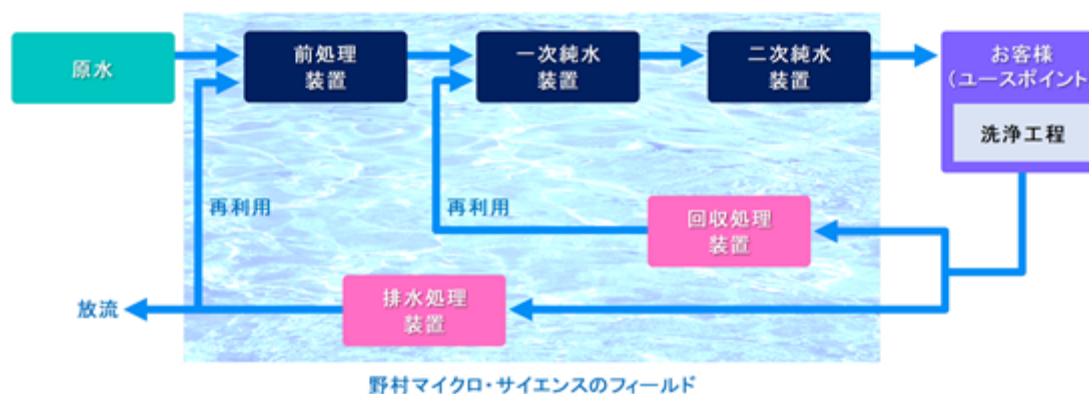 原水
前処理
装置
一次純水
装置
二次純水
装置
お客様
（ユースポイント
洗浄工程
再利用
再利用
回収処理
装置
排水処理
装置
放流
野村マイクロ・サイエンスのフィールド